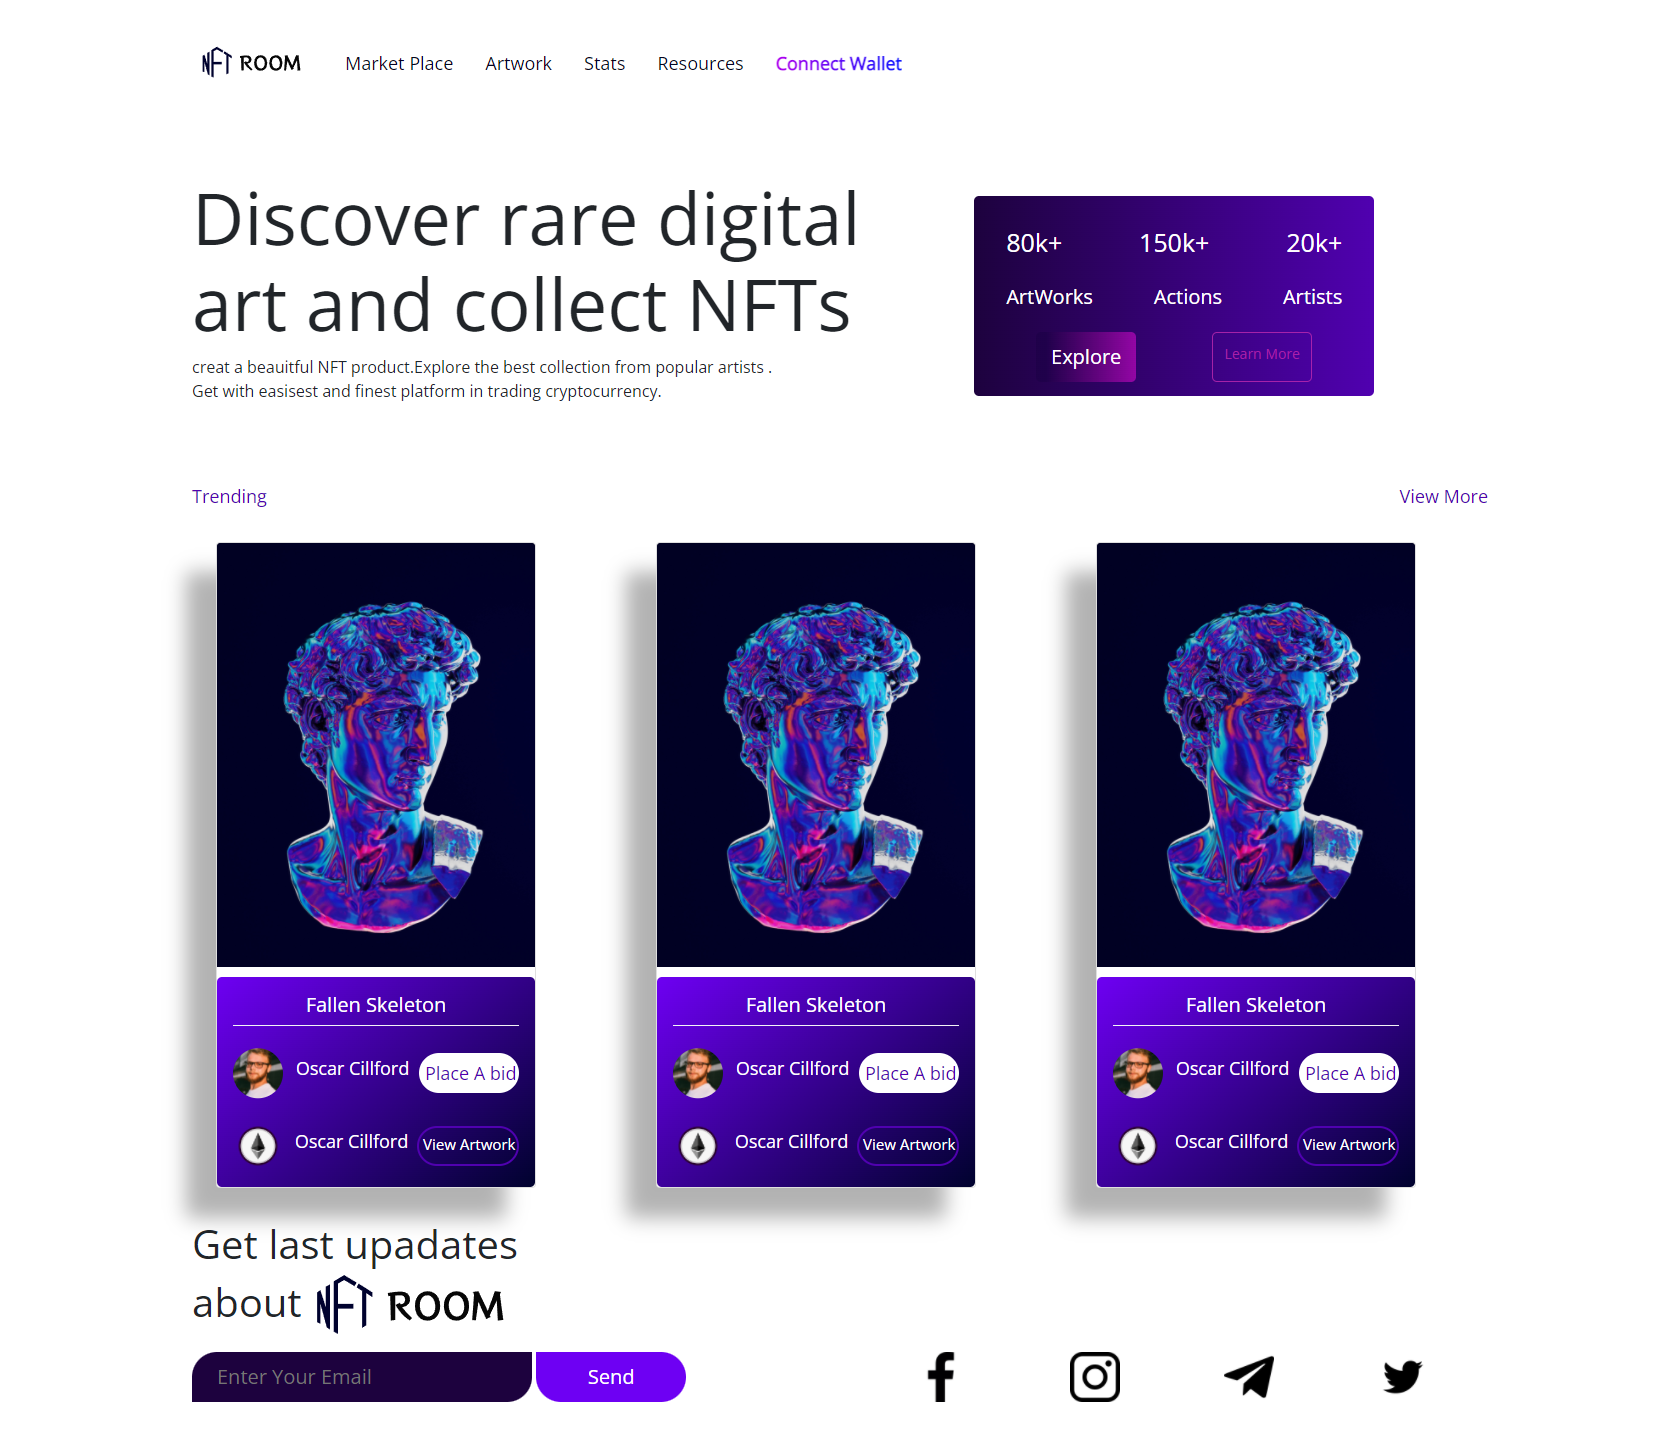 NFT ROOM Market Place Artwork Stats Resources Connect Wallet
Discover rare digital
art and collect NFTs
creat a beauitful NFT product.Explore the best collection from popular artists .
Get with easisest and finest platform in trading cryptocurrency.
80k+ 150k+ 20k+
ArtWorks Actions Artists
Explore Learn More
Trending View More
Fallen Skeleton
Oscar Cillford Place A bid
Oscar Cillford View Artwork
Fallen Skeleton
Oscar Cillford Place A bid
Oscar Cillford View Artwork
Fallen Skeleton
Oscar Cillford Place A bid
Oscar Cillford View Artwork
Get last upadates
about NFT ROOM
Enter Your Email Send